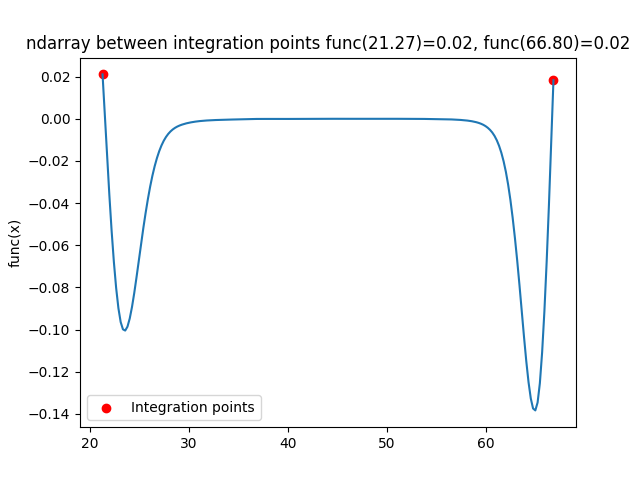 ndarray between integration points func(21.27)=0.02, func(66.80)=0.02
0.02
0.00
−0.02
−0.04
−0.06
−0.08
−0.10
−0.12
−0.14
func(x)
Integration points
20 30 40 50 60